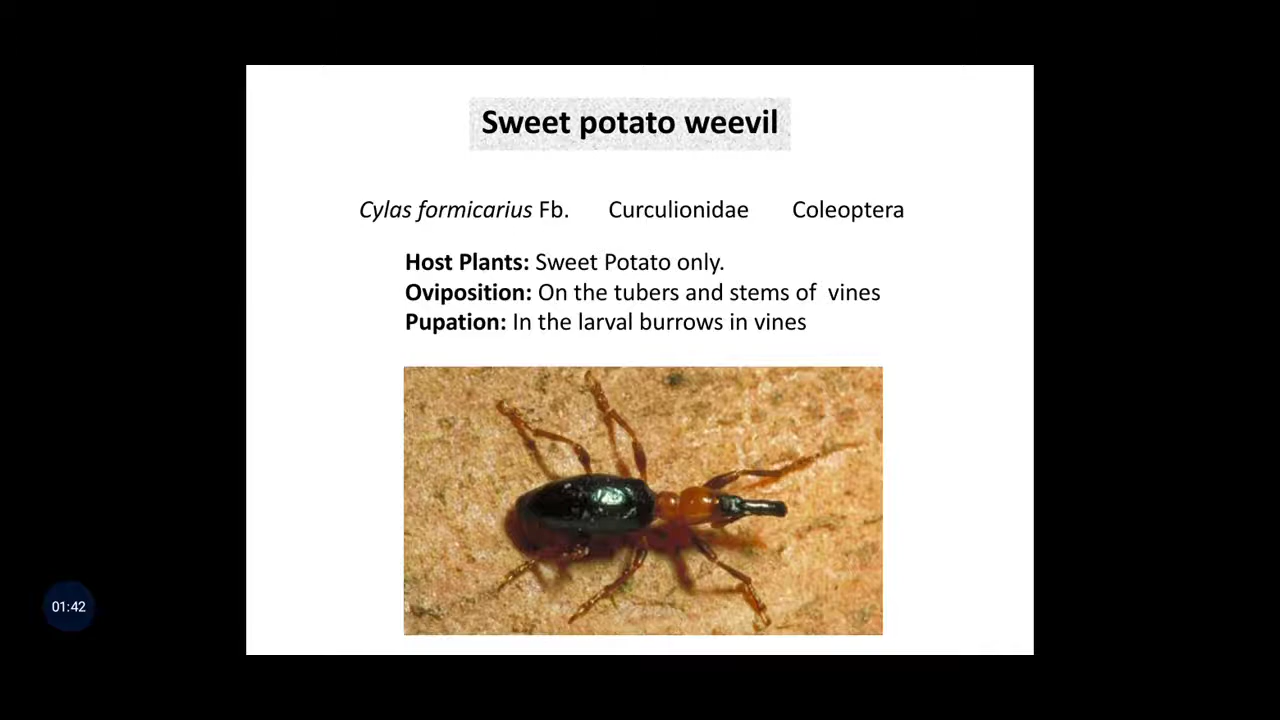 Sweet potato weevil
Cylas formicarius Fb. Curculionidae Coleoptera
Host Plants: Sweet Potato only.
Oviposition: On the tubers and stems of vines
Pupation: In the larval burrows in vines
01:42